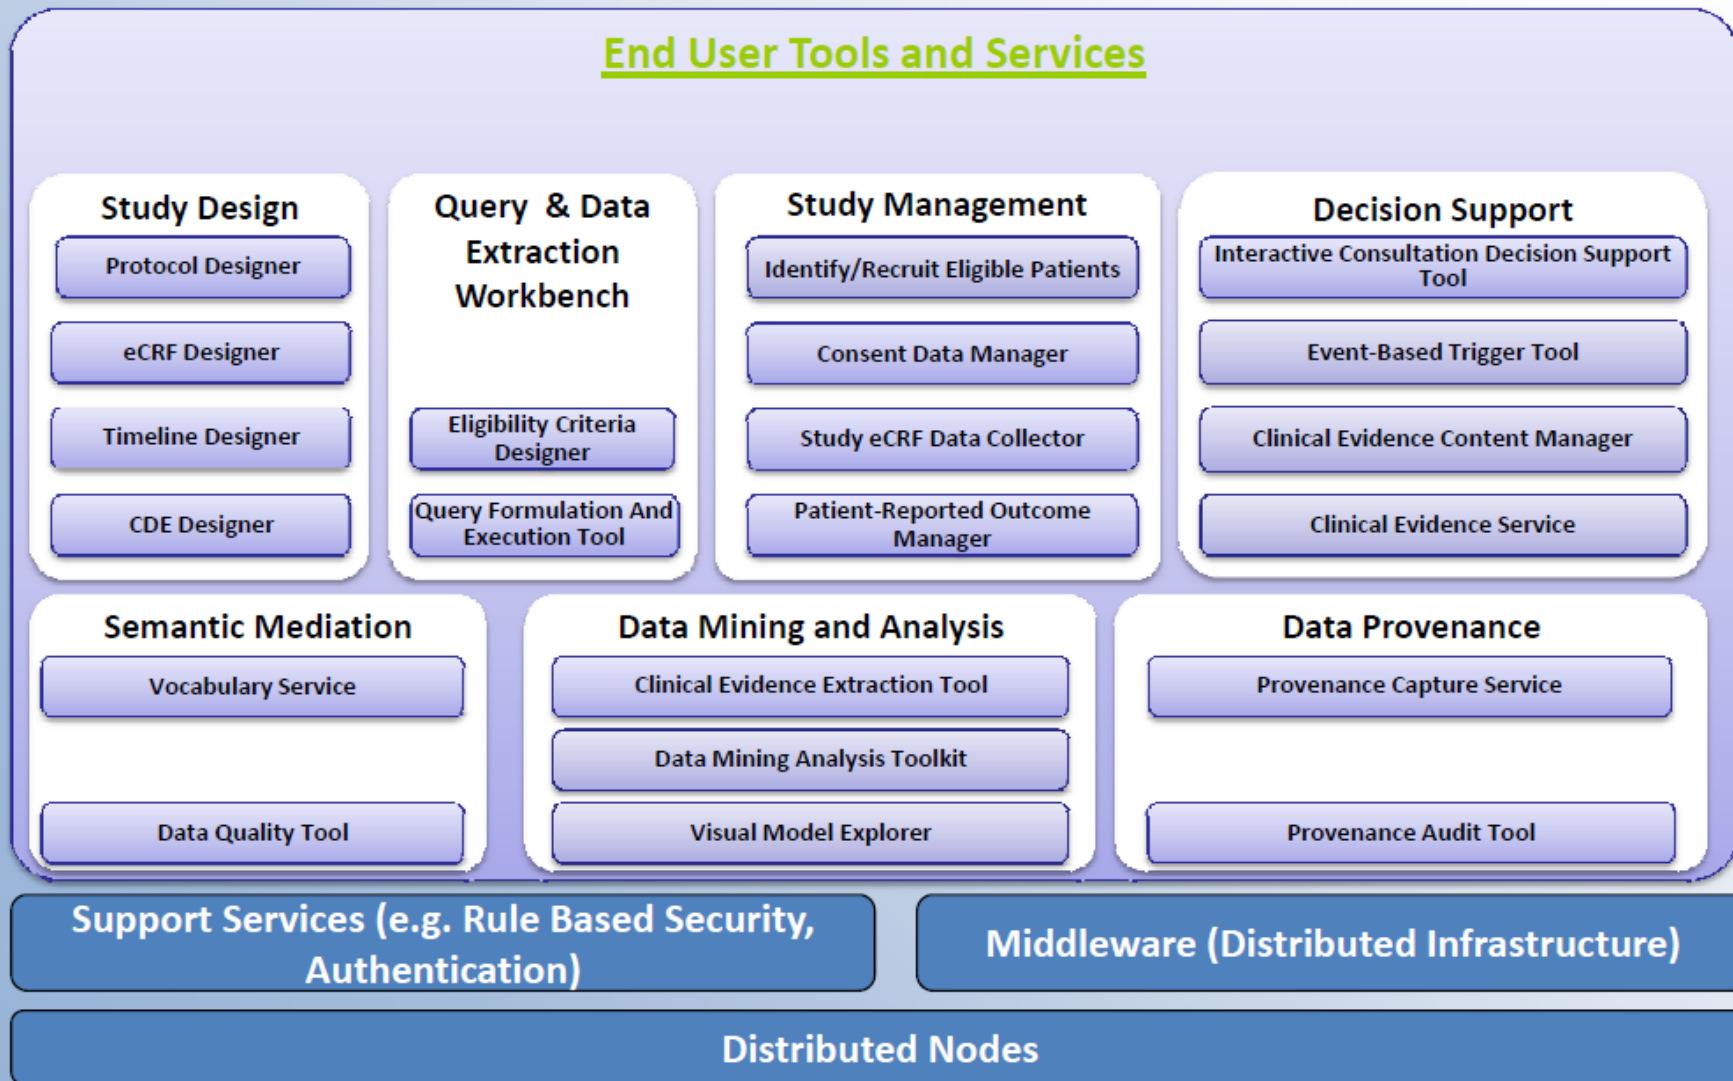 End User Tools and Services
Study Design
Protocol Designer
eCRF Designer
Timeline Designer
CDE Designer
Query & Data
Extraction
Workbench
Eligibility Criteria
Designer
Query Formulation And
Execution Tool
Study Management
Identify/Recruit Eligible Patients
Consent Data Manager
Study eCRF Data Collector
Patient-Reported Outcome
Manager
Decision Support
Interactive Consultation Decision Support
Tool
Event-Based Trigger Tool
Clinical Evidence Content Manager
Clinical Evidence Service
Semantic Mediation
Vocabulary Service
Data Quality Tool
Data Mining and Analysis
Clinical Evidence Extraction Tool
Data Mining Analysis Toolkit
Visual Model Explorer
Data Provenance
Provenance Capture Service
Provenance Audit Tool
Support Services (e.g. Rule Based Security,
Authentication)
Middleware (Distributed Infrastructure)
Distributed Nodes